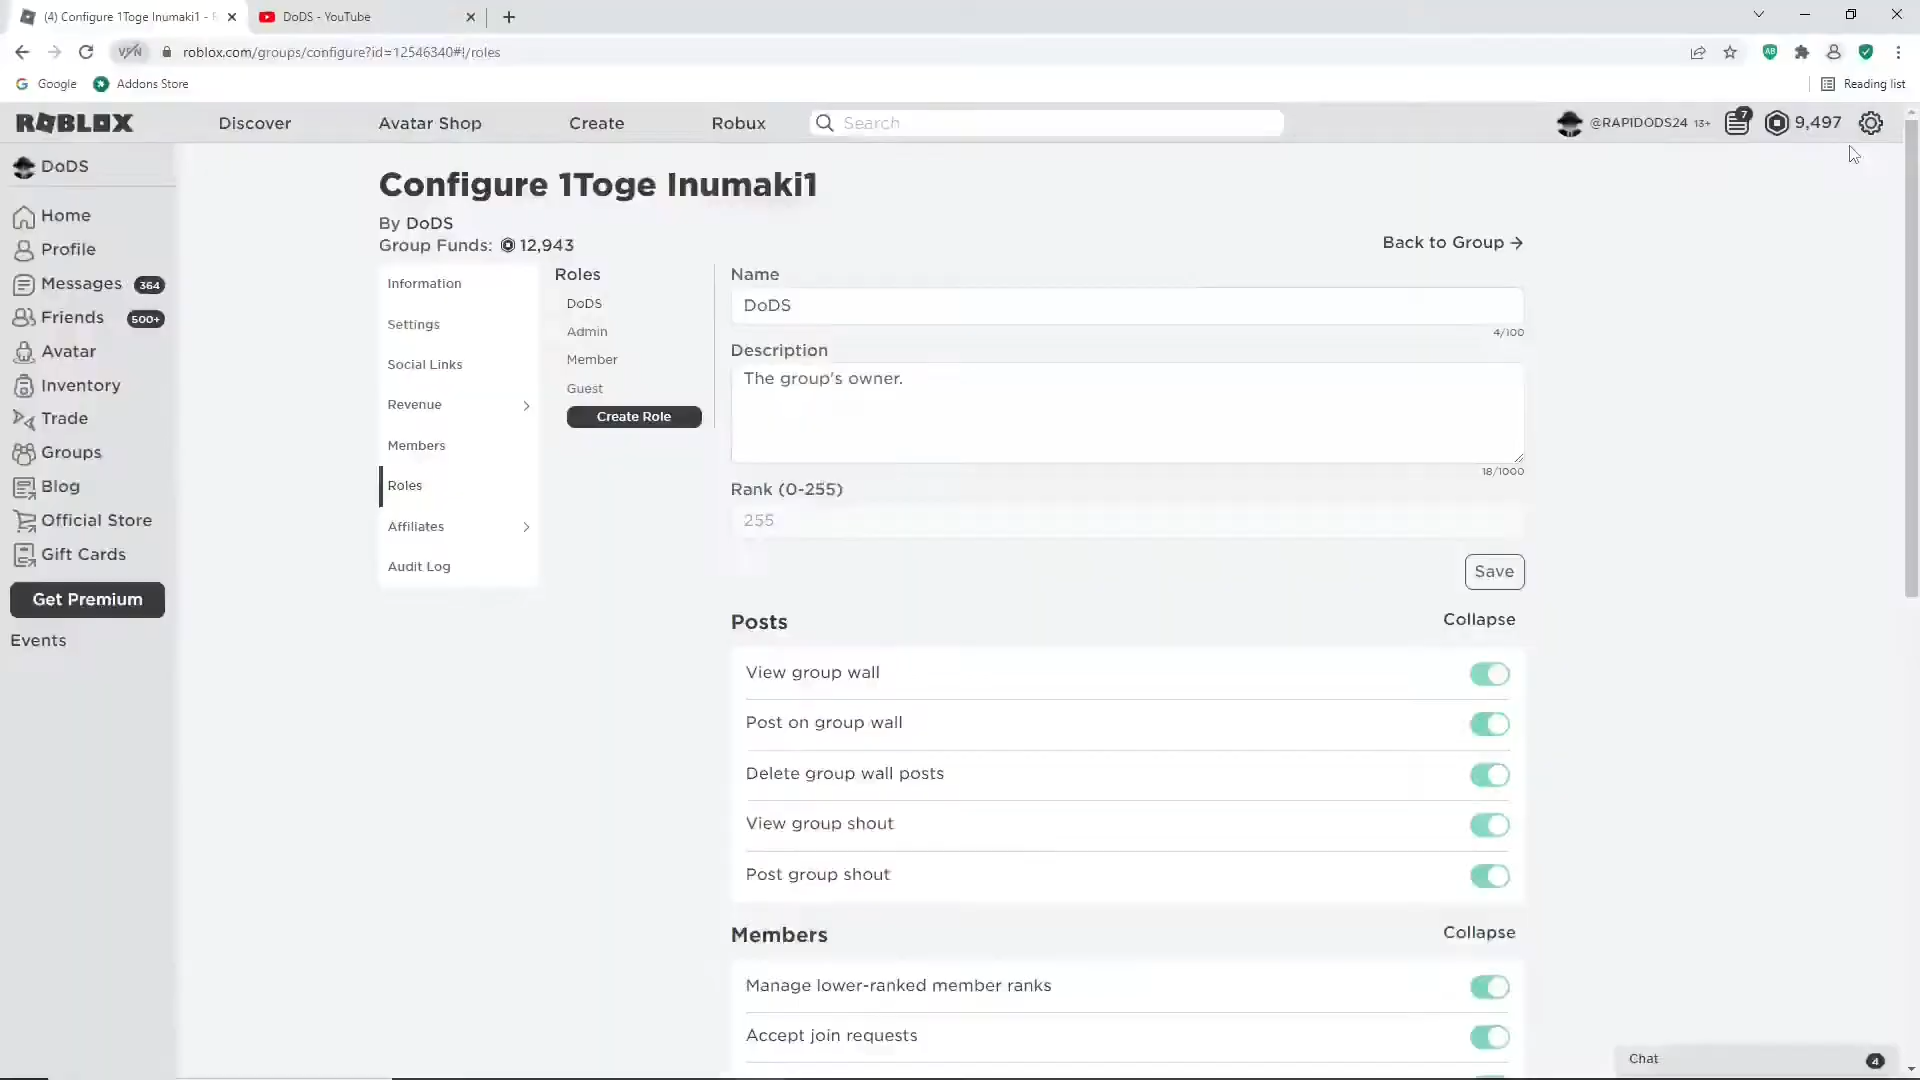 (4) Configure 1Toge Inumaki1 -
DoDS - YouTube
VPN
roblox.com/groups/configure?id=12546340#!/roles
Google
Addons Store
Reading list
ROBLOX
Discover
Avatar Shop
Create
Robux
Search
@RAPIDODS24 13+
7
9,497
DoDS
Home
Profile
Messages 364
Friends 500+
Avatar
Inventory
Trade
Groups
Blog
Official Store
Gift Cards
Get Premium
Events
Configure 1Toge Inumaki1
By DoDS
Group Funds: 12,943
Back to Group →
Information
Settings
Social Links
Revenue
Members
Roles
Affiliates
Audit Log
Roles
DoDS
Admin
Member
Guest
Create Role
Name
DoDS
4/100
Description
The group's owner.
18/1000
Rank (0-255)
255
Save
Posts
Collapse
View group wall
Post on group wall
Delete group wall posts
View group shout
Post group shout
Members
Collapse
Manage lower-ranked member ranks
Accept join requests
Chat
4